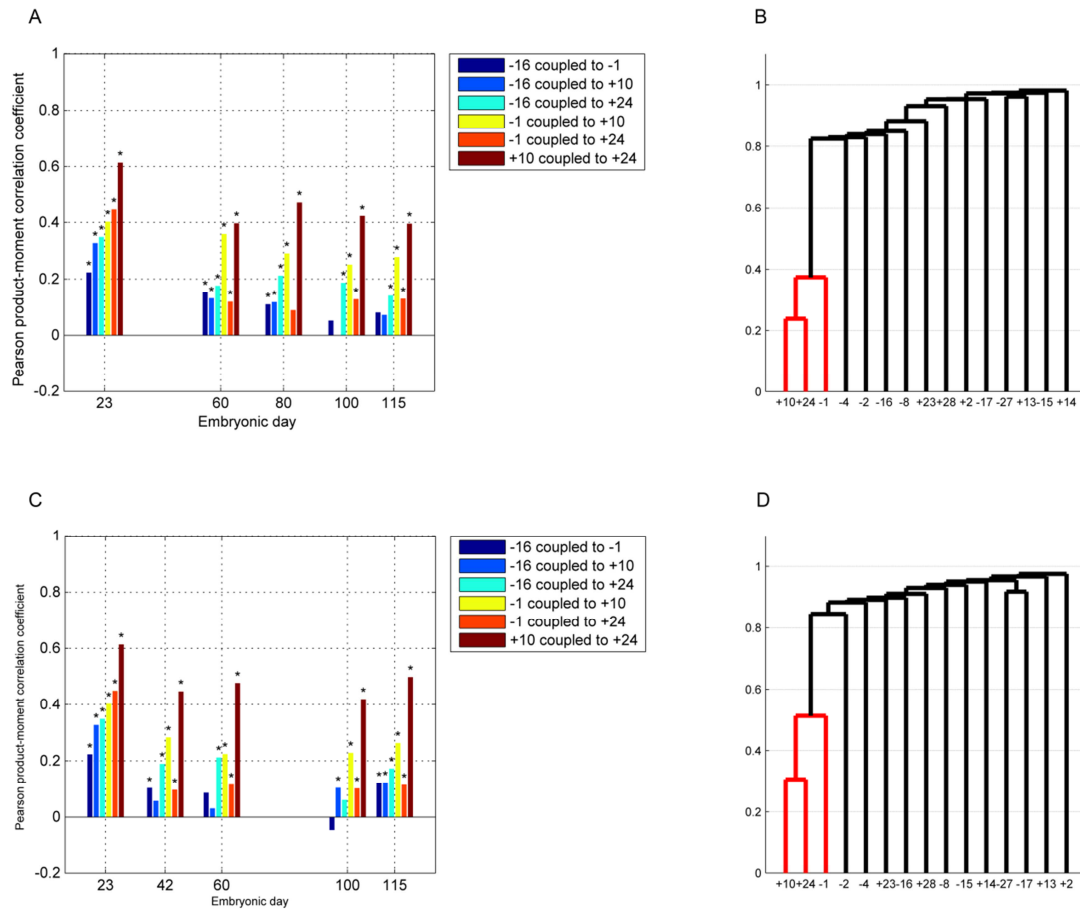 A
Pearson product-moment correlation coefficient
1
0.8
0.6
0.4
0.2
0
-0.2
* * * * * *
* * * * * *
* * * * *
* * * *
* * * *
23 60 80 100 115
Embryonic day
-16 coupled to -1
-16 coupled to +10
-16 coupled to +24
-1 coupled to +10
-1 coupled to +24
+10 coupled to +24
B
1
0.8
0.6
0.4
0.2
0
+10 +24 -1 -4 -2 -16 -8 +23 +28 +2 -17 -27 +13 -15 +14
C
Pearson product-moment correlation coefficient
1
0.8
0.6
0.4
0.2
0
-0.2
* * * * * *
* * * * *
* * * *
* * * *
* * * * * *
23 42 60 100 115
Embryonic day
-16 coupled to -1
-16 coupled to +10
-16 coupled to +24
-1 coupled to +10
-1 coupled to +24
+10 coupled to +24
D
1
0.8
0.6
0.4
0.2
0
+10 +24 -1 -2 -4 +23 -16 +28 -8 -15 +14 -27 -17 +13 +2